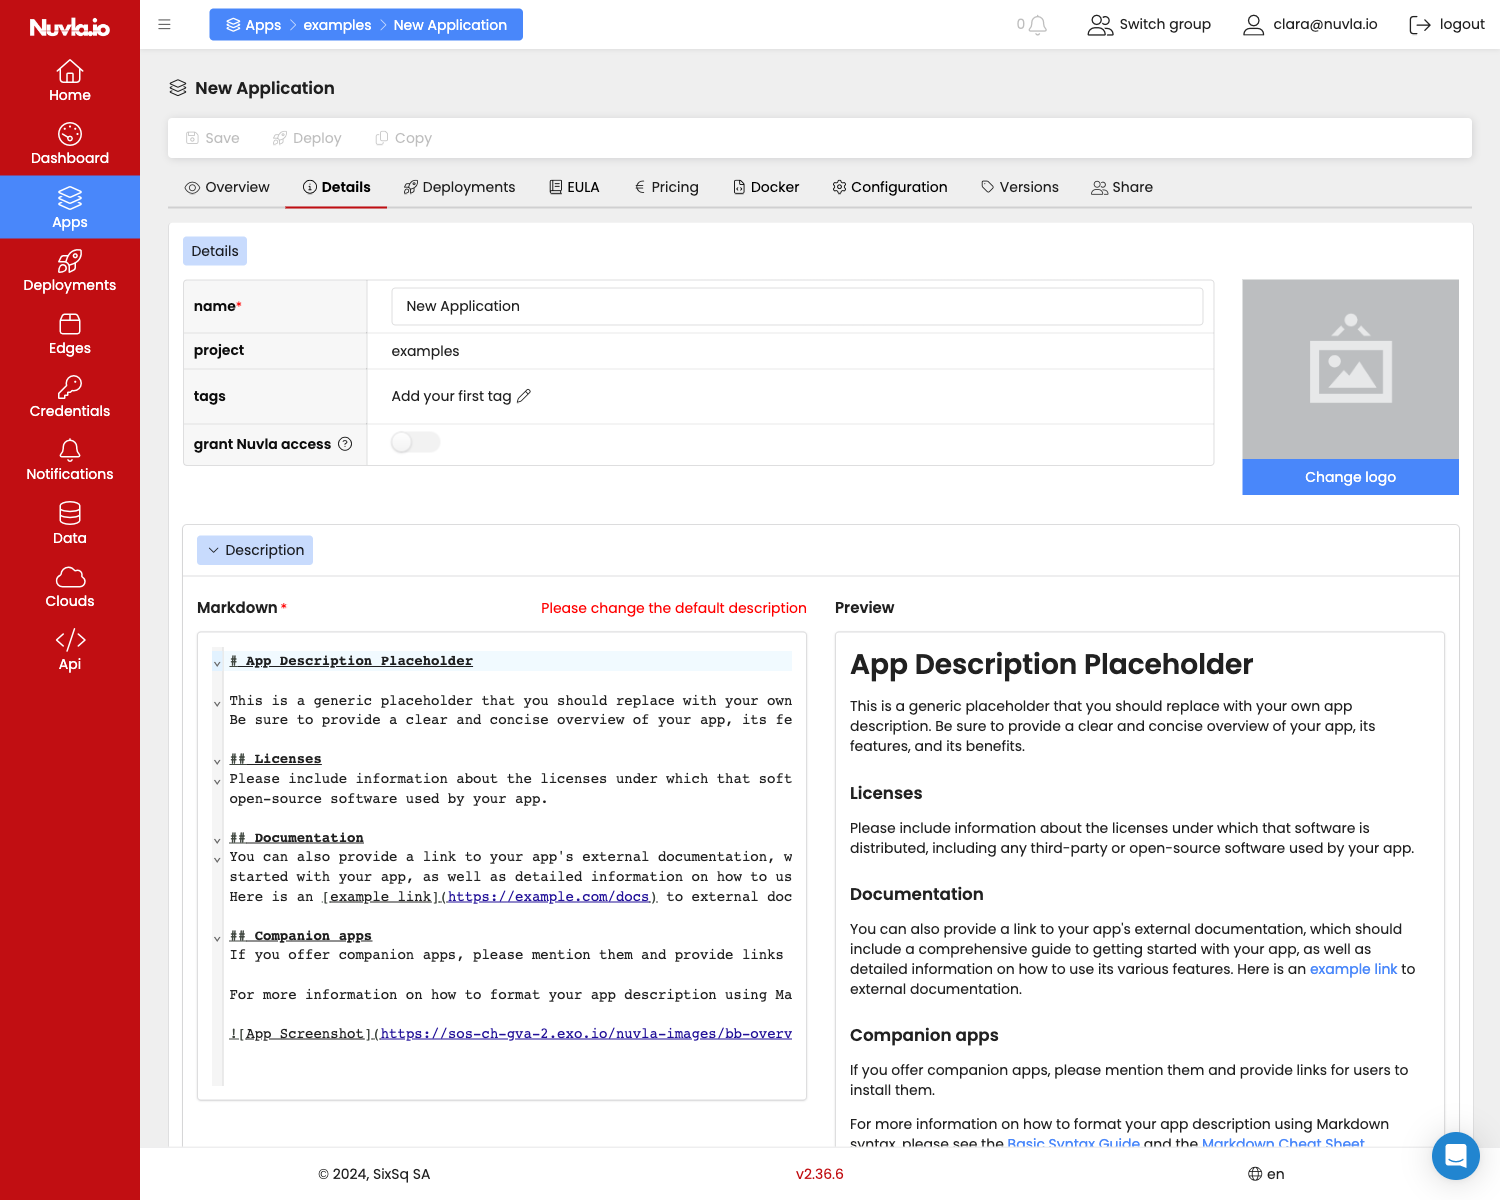 Nuvla.io
Apps > examples > New Application
0
Switch group
clara@nuvla.io
logout
Home
Dashboard
Apps
Deployments
Edges
Credentials
Notifications
Data
Clouds
Api
New Application
Save
Deploy
Copy
Overview
Details
Deployments
EULA
€ Pricing
Docker
Configuration
Versions
Share
Details
name*
New Application
project
examples
tags
Add your first tag
grant Nuvla access
Change logo
Description
Markdown *
Please change the default description
# App Description Placeholder
This is a generic placeholder that you should replace with your own
Be sure to provide a clear and concise overview of your app, its fe
## Licenses
Please include information about the licenses under which that soft
open-source software used by your app.
## Documentation
You can also provide a link to your app's external documentation, w
started with your app, as well as detailed information on how to us
Here is an [example link](https://example.com/docs) to external doc
## Companion apps
If you offer companion apps, please mention them and provide links
For more information on how to format your app description using Ma
![App Screenshot](https://sos-ch-gva-2.exo.io/nuvla-images/bb-overv
Preview
App Description Placeholder
This is a generic placeholder that you should replace with your own app
description. Be sure to provide a clear and concise overview of your app, its
features, and its benefits.
Licenses
Please include information about the licenses under which that software is
distributed, including any third-party or open-source software used by your app.
Documentation
You can also provide a link to your app's external documentation, which should
include a comprehensive guide to getting started with your app, as well as
detailed information on how to use its various features. Here is an example link to
external documentation.
Companion apps
If you offer companion apps, please mention them and provide links for users to
install them.
For more information on how to format your app description using Markdown
syntax, please see the Basic Syntax Guide and the Markdown Cheat Sheet
© 2024, SixSq SA
v2.36.6
en